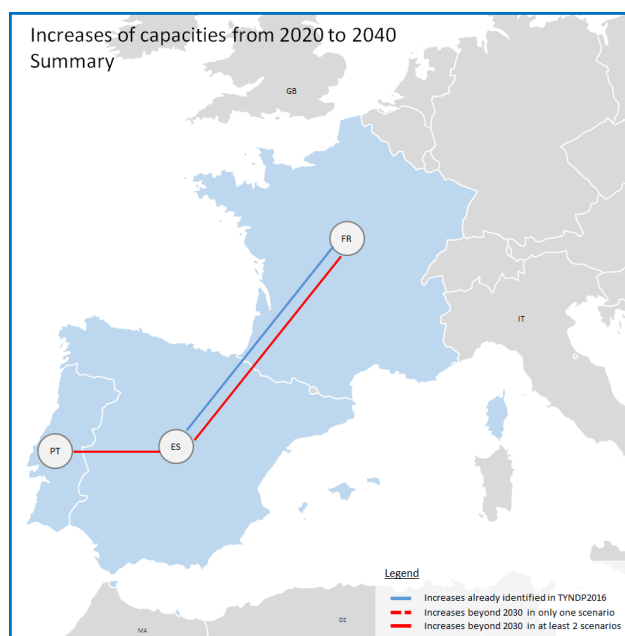 Increases of capacities from 2020 to 2040
Summary
GB
FR
IT
PT
ES
Legend
Increases already identified in TYNDP2016
Increases beyond 2030 in only one scenario
Increases beyond 2030 in at least 2 scenarios
MA
DZ